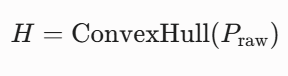 H = ConvexHull(P_raw)